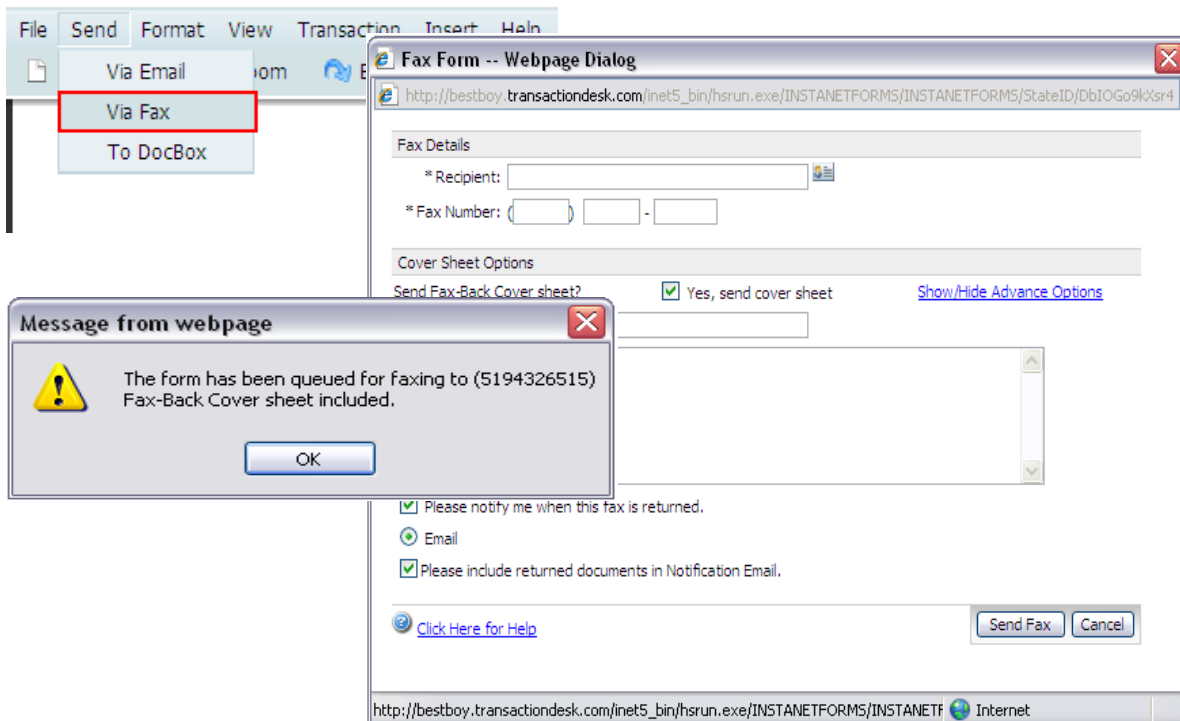 File Send Format View Transaction Insert Help
Via Email
Via Fax
To DocBox
Fax Form -- Webpage Dialog
http://bestboy.transactiondesk.com/inet5_bin/hsrun.exe/INSTANETFORMS/INSTANETFORMS/StateID/DbIOGo9kXsr4
Fax Details
* Recipient:
* Fax Number: ( ) -
Cover Sheet Options
Send Fax-Back Cover sheet? Yes, send cover sheet Show/Hide Advance Options
Message from webpage
The form has been queued for faxing to (5194326515)
Fax-Back Cover sheet included.
OK
Please notify me when this fax is returned.
Email
Please include returned documents in Notification Email.
Click Here for Help
Send Fax Cancel
http://bestboy.transactiondesk.com/inet5_bin/hsrun.exe/INSTANETFORMS/INSTANETF Internet